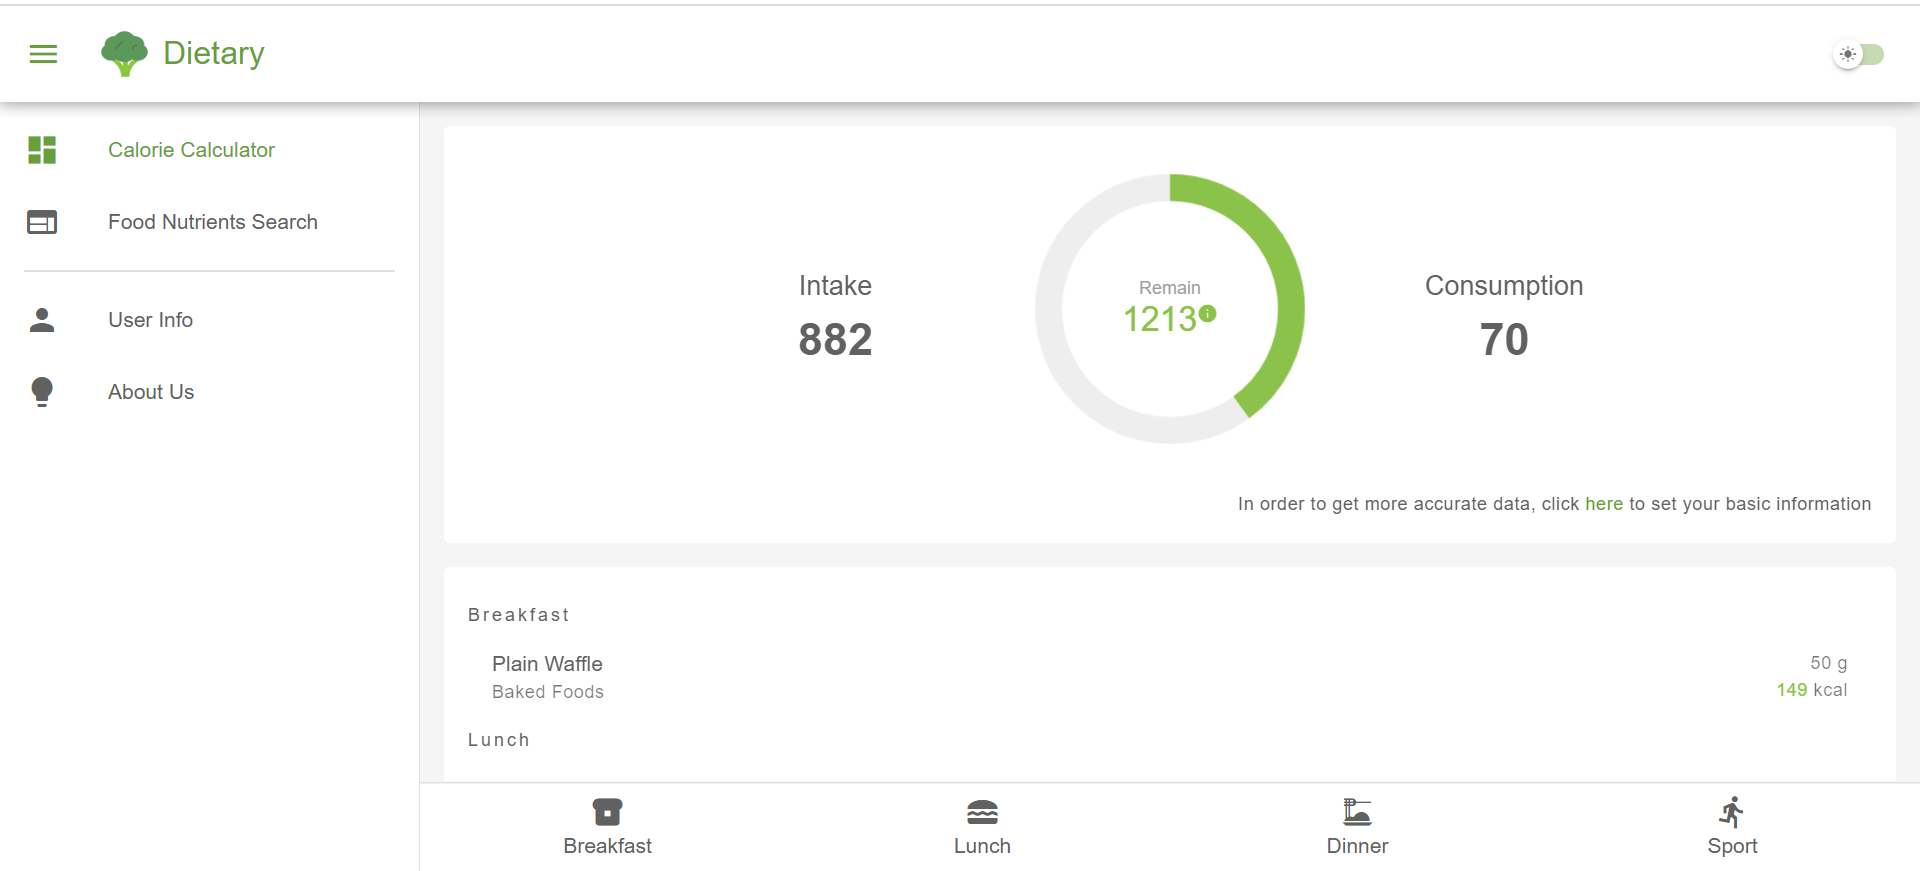 Dietary
Calorie Calculator
Food Nutrients Search
User Info
About Us
Intake
882
Remain
1213
Consumption
70
In order to get more accurate data, click here to set your basic information
Breakfast
Plain Waffle
50 g
Baked Foods
149 kcal
Lunch
Breakfast
Lunch
Dinner
Sport